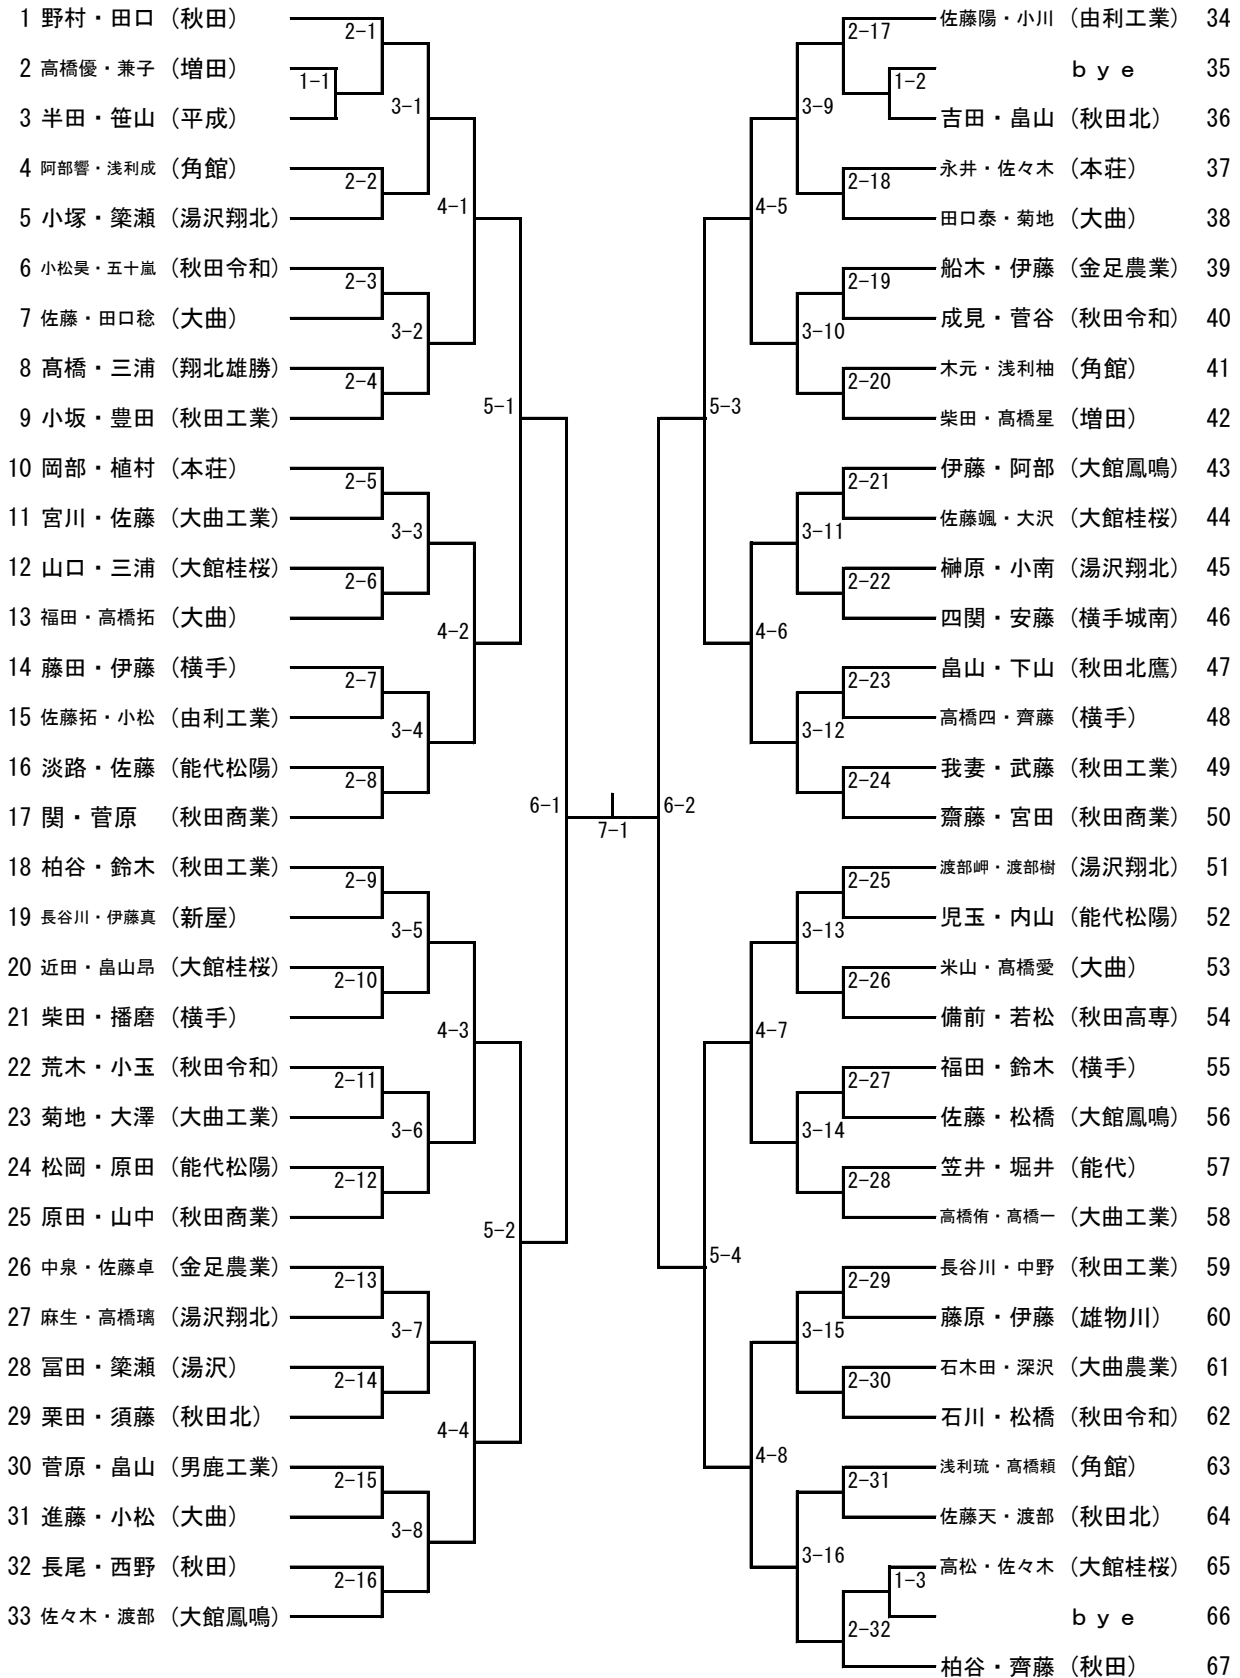 1 野村・田口 (秋田)
2 高橋優・兼子 (増田)
3 半田・笹山 (平成)
4 阿部響・浅利成 (角館)
5 小塚・簗瀬 (湯沢翔北)
6 小松昊・五十嵐 (秋田令和)
7 佐藤・田口稔 (大曲)
8 髙橋・三浦 (翔北雄勝)
9 小坂・豊田 (秋田工業)
10 岡部・植村 (本荘)
11 宮川・佐藤 (大曲工業)
12 山口・三浦 (大館桂桜)
13 福田・高橋拓 (大曲)
14 藤田・伊藤 (横手)
15 佐藤拓・小松 (由利工業)
16 淡路・佐藤 (能代松陽)
17 関・菅原 (秋田商業)
18 柏谷・鈴木 (秋田工業)
19 長谷川・伊藤真 (新屋)
20 近田・畠山昂 (大館桂桜)
21 柴田・播磨 (横手)
22 荒木・小玉 (秋田令和)
23 菊地・大澤 (大曲工業)
24 松岡・原田 (能代松陽)
25 原田・山中 (秋田商業)
26 中泉・佐藤卓 (金足農業)
27 麻生・高橋璃 (湯沢翔北)
28 冨田・簗瀬 (湯沢)
29 栗田・須藤 (秋田北)
30 菅原・畠山 (男鹿工業)
31 進藤・小松 (大曲)
32 長尾・西野 (秋田)
33 佐々木・渡部 (大館鳳鳴)
1-1
2-1
2-2
2-3
2-4
2-5
2-6
2-7
2-8
2-9
2-10
2-11
2-12
2-13
2-14
2-15
2-16
3-1
3-2
3-3
3-4
3-5
3-6
3-7
3-8
4-1
4-2
4-3
4-4
5-1
5-2
6-1
7-1
6-2
5-3
5-4
4-5
4-6
4-7
4-8
3-9
3-10
3-11
3-12
3-13
3-14
3-15
3-16
2-17
2-18
2-19
2-20
2-21
2-22
2-23
2-24
2-25
2-26
2-27
2-28
2-29
2-30
2-31
2-32
1-2
1-3
佐藤陽・小川 (由利工業) 34
bye 35
吉田・畠山 (秋田北) 36
永井・佐々木 (本荘) 37
田口泰・菊地 (大曲) 38
船木・伊藤 (金足農業) 39
成見・菅谷 (秋田令和) 40
木元・浅利柚 (角館) 41
柴田・髙橋星 (増田) 42
伊藤・阿部 (大館鳳鳴) 43
佐藤颯・大沢 (大館桂桜) 44
榊原・小南 (湯沢翔北) 45
四関・安藤 (横手城南) 46
畠山・下山 (秋田北鷹) 47
高橋四・齊藤 (横手) 48
我妻・武藤 (秋田工業) 49
齋藤・宮田 (秋田商業) 50
渡部岬・渡部樹 (湯沢翔北) 51
児玉・内山 (能代松陽) 52
米山・髙橋愛 (大曲) 53
備前・若松 (秋田高専) 54
福田・鈴木 (横手) 55
佐藤・松橋 (大館鳳鳴) 56
笠井・堀井 (能代) 57
高橋侑・髙橋一 (大曲工業) 58
長谷川・中野 (秋田工業) 59
藤原・伊藤 (雄物川) 60
石木田・深沢 (大曲農業) 61
石川・松橋 (秋田令和) 62
浅利琉・髙橋頼 (角館) 63
佐藤天・渡部 (秋田北) 64
高松・佐々木 (大館桂桜) 65
bye 66
柏谷・齊藤 (秋田) 67